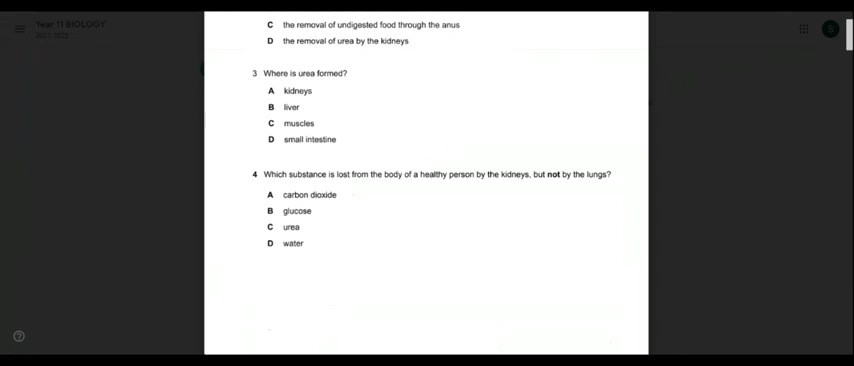 Year 11 BIOLOGY
2021-2022
S
C the removal of undigested food through the anus
D the removal of urea by the kidneys
3 Where is urea formed?
A kidneys
B liver
C muscles
D small intestine
4 Which substance is lost from the body of a healthy person by the kidneys, but not by the lungs?
A carbon dioxide
B glucose
C urea
D water